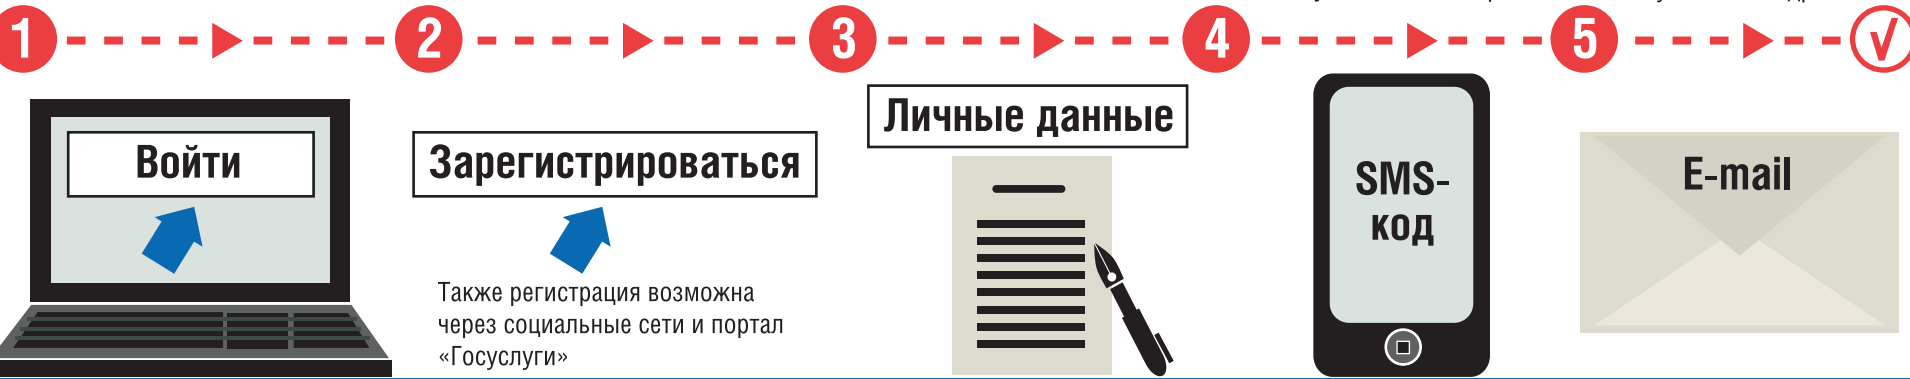 1
2
3
4
5
Войти
Зарегистрироваться
Также регистрация возможна
через социальные сети и портал
«Госуслуги»
Личные данные
SMS-
код
E-mail